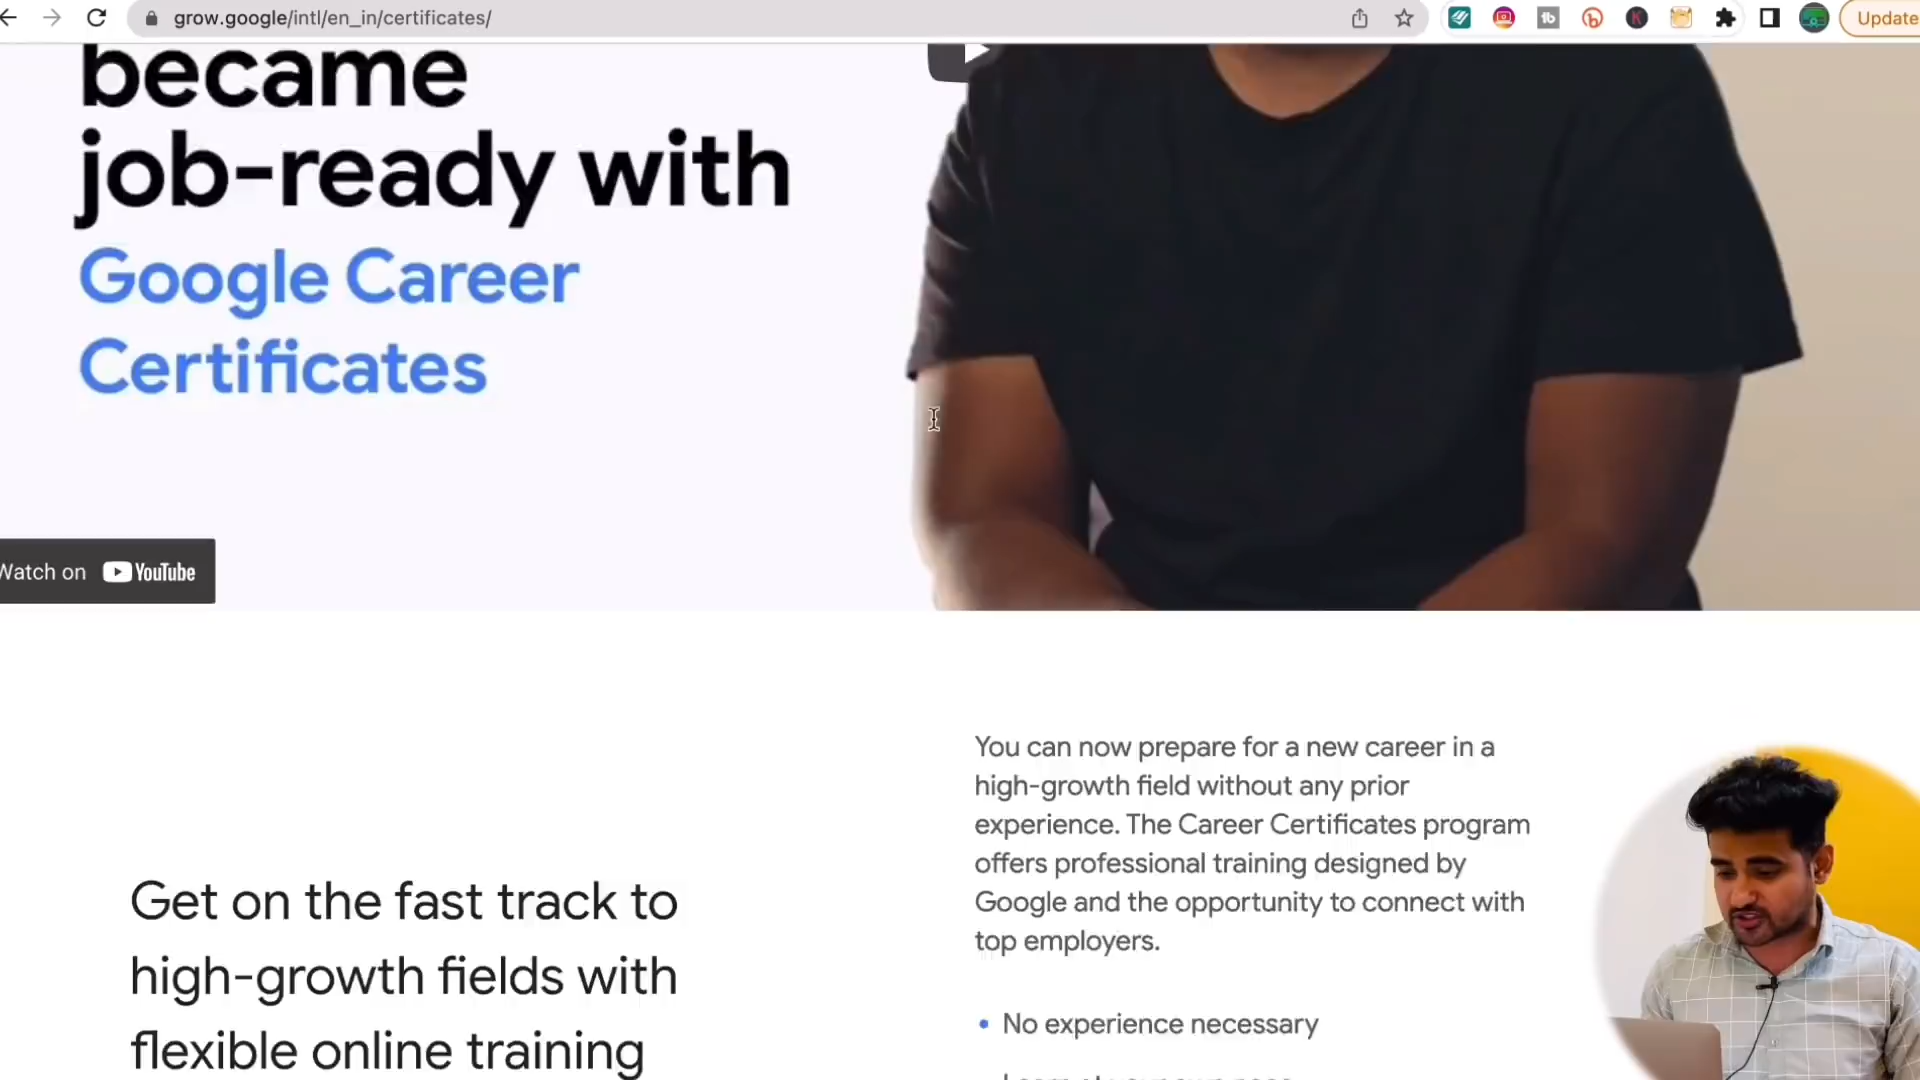 grow.google/intl/en_in/certificates/
Update
became
job-ready with
Google Career
Certificates
Watch on YouTube
You can now prepare for a new career in a
high-growth field without any prior
experience. The Career Certificates program
offers professional training designed by
Google and the opportunity to connect with
top employers.
Get on the fast track to
high-growth fields with
flexible online training
• No experience necessary